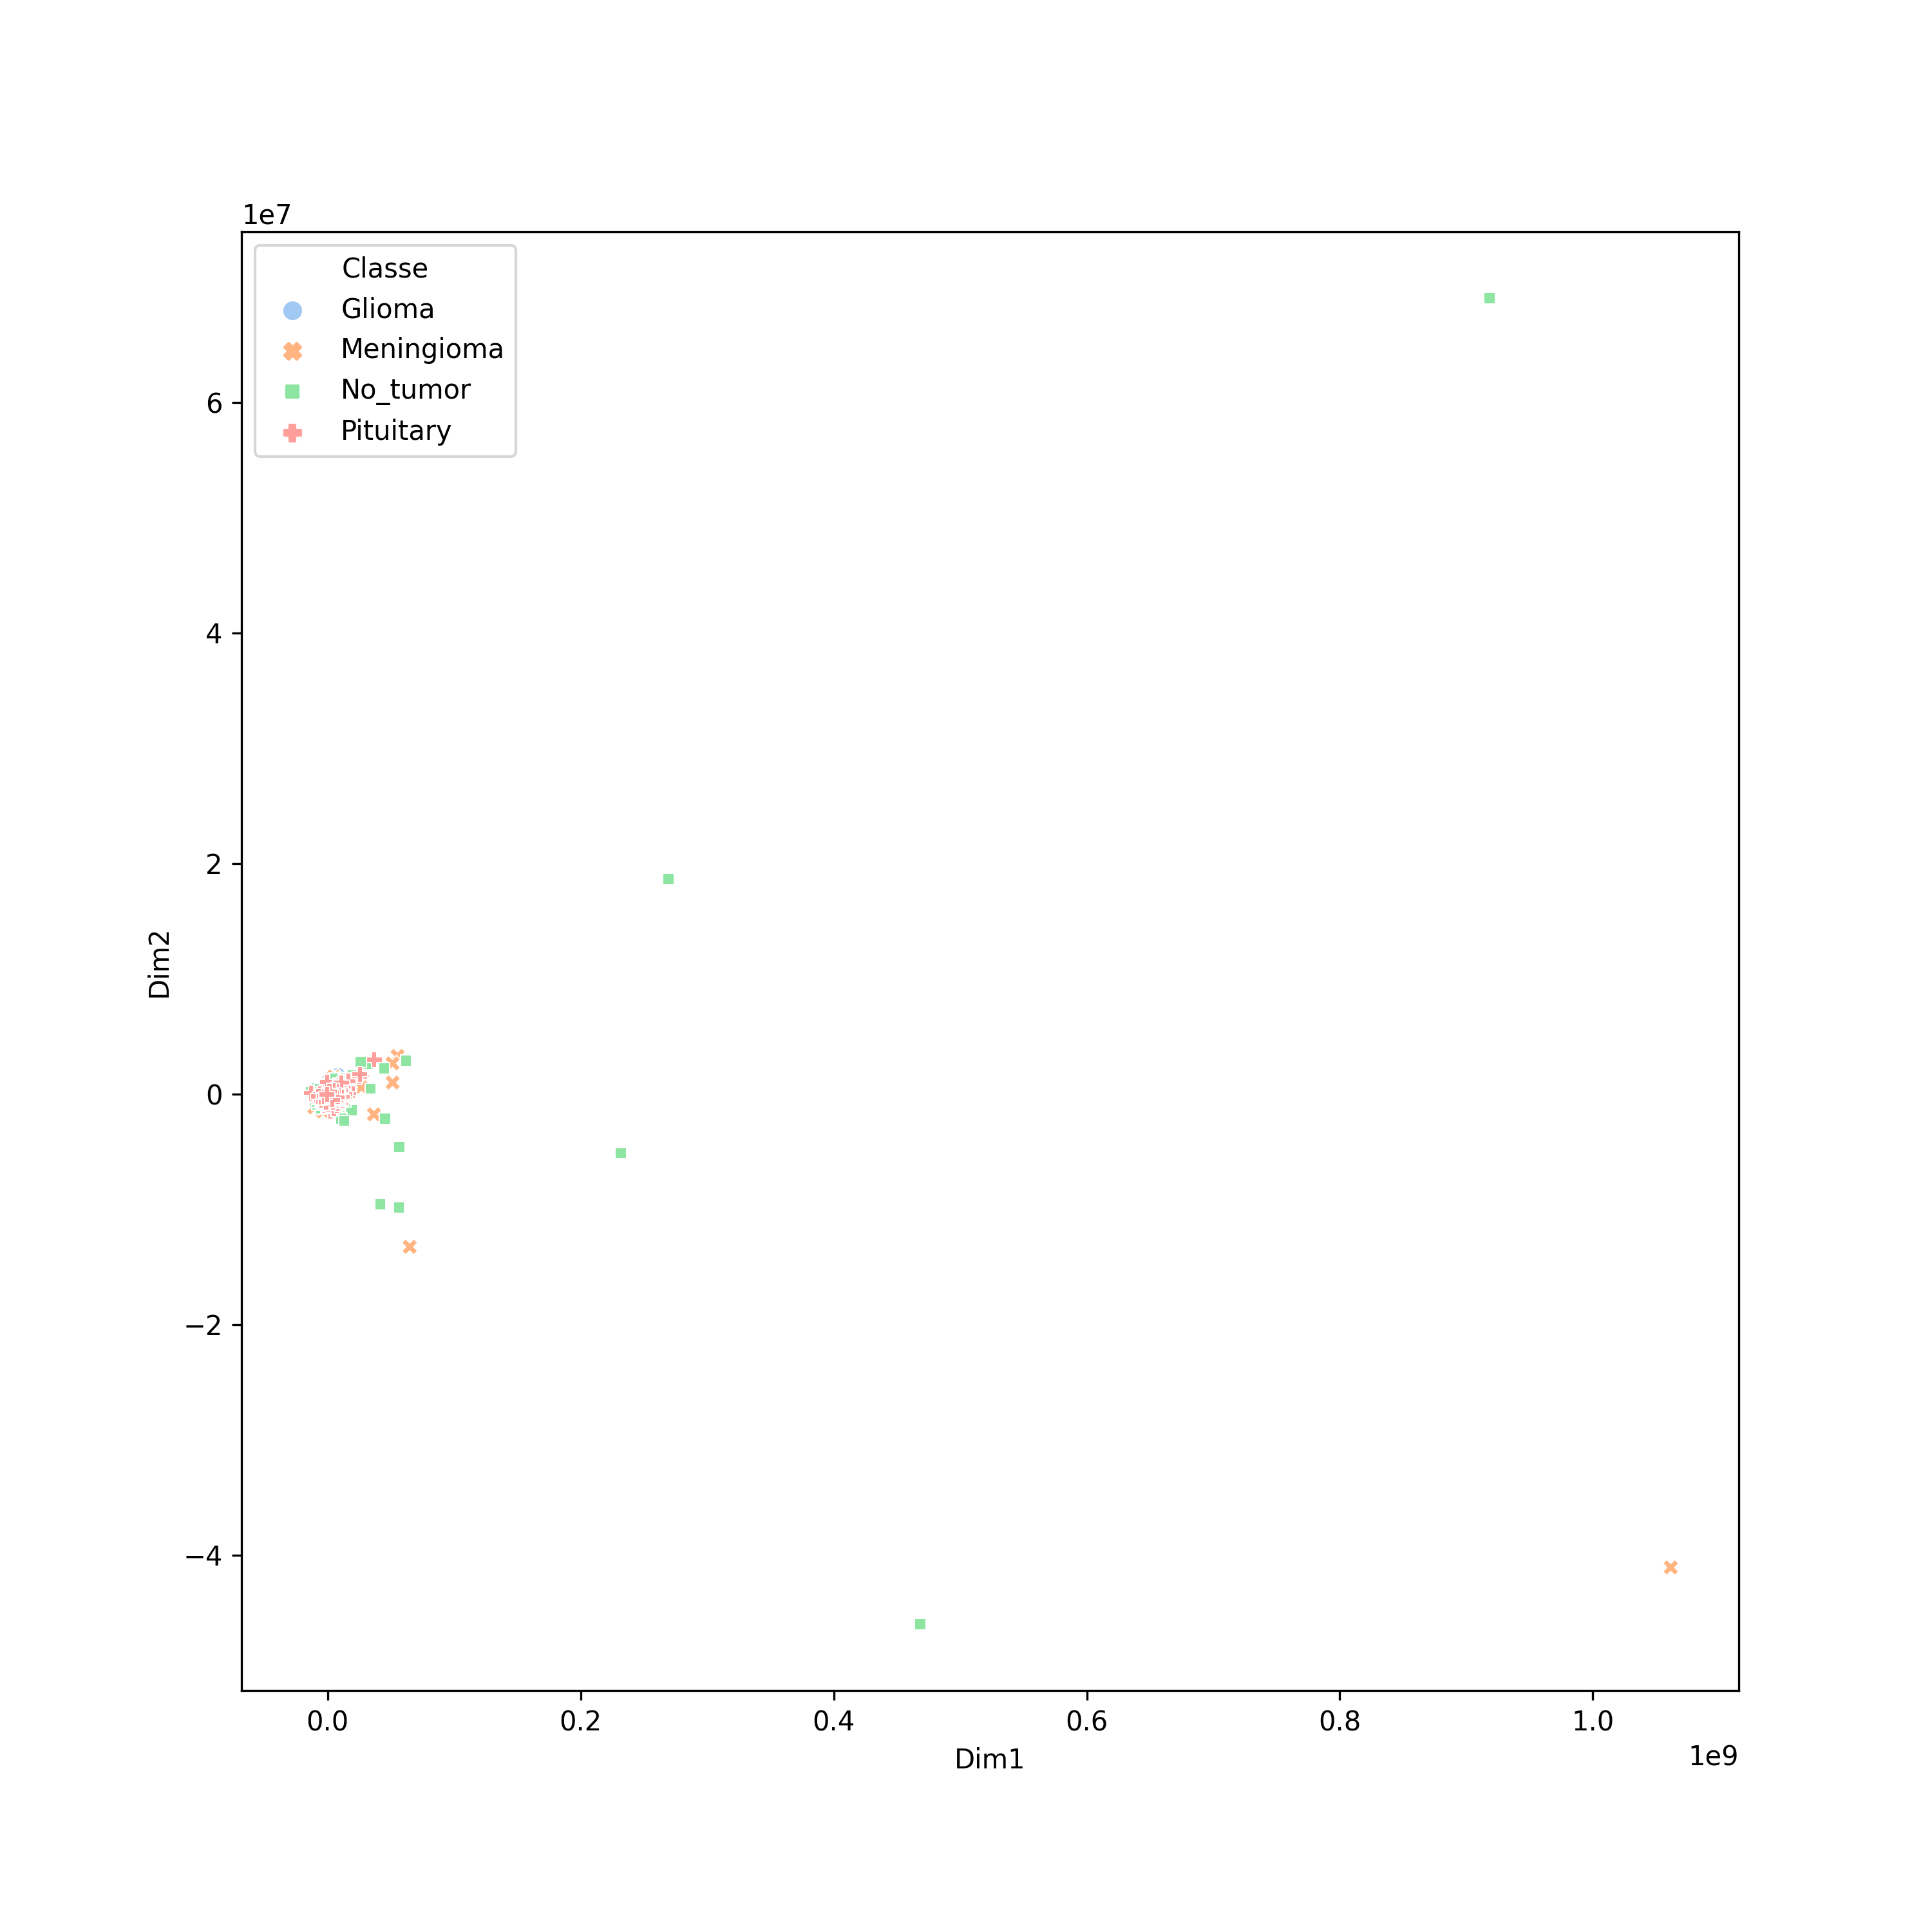 1e7
Classe
Glioma
Meningioma
No_tumor
Pituitary
6
4
2
0
−2
−4
Dim2
0.0 0.2 0.4 0.6 0.8 1.0
Dim1
1e9